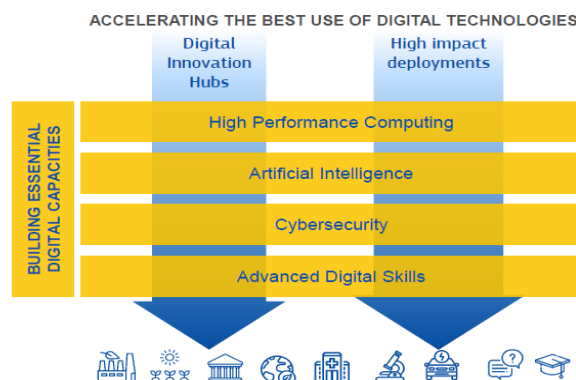 ACCELERATING THE BEST USE OF DIGITAL TECHNOLOGIES
Digital
Innovation
Hubs
High impact
deployments
BUILDING ESSENTIAL
DIGITAL CAPACITIES
High Performance Computing
Artificial Intelligence
Cybersecurity
Advanced Digital Skills
?